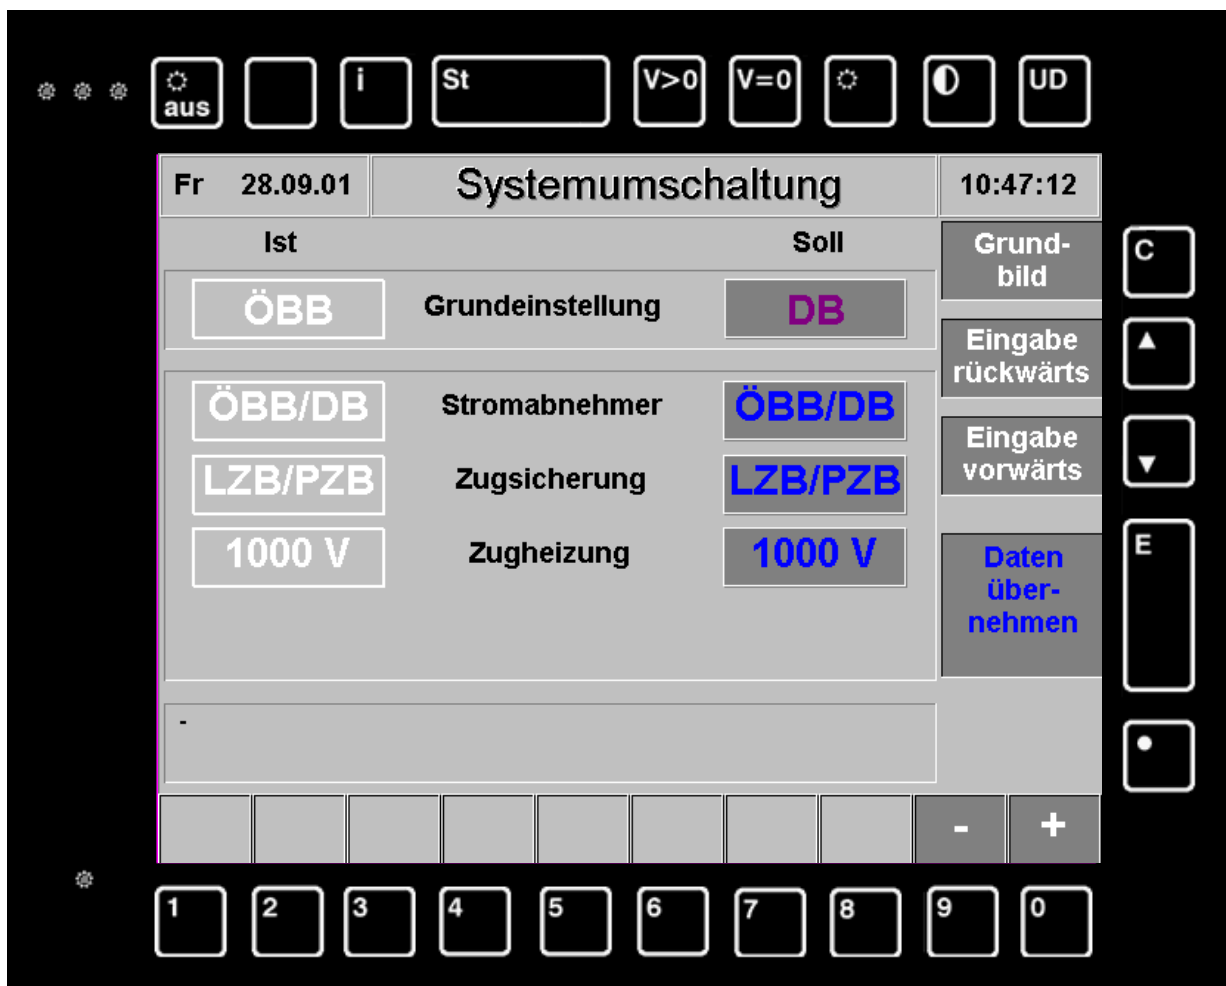 aus
i
St
V>0
V=0
UD
Fr 28.09.01
Systemumschaltung
10:47:12
Ist
Soll
Grund-
bild
C
ÖBB
Grundeinstellung
DB
Eingabe
rückwärts
ÖBB/DB
Stromabnehmer
ÖBB/DB
Eingabe
vorwärts
LZB/PZB
Zugsicherung
LZB/PZB
1000 V
Zugheizung
1000 V
Daten
über-
nehmen
E
-
- +
1 2 3 4 5 6 7 8 9 0